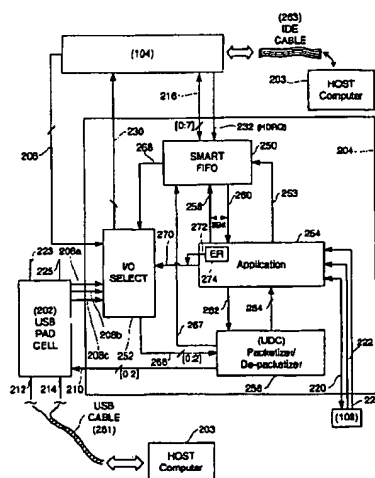 (263)
IDE
CABLE
(104)
203
HOST
Computer
216
230
[0:7]
232 (HDRQ)
204
206
268
SMART
FIFO
250
258
260
253
270
272
ER
274
254
Application
I/O
SELECT
223
225
208a
(202)
USB
PAD
CELL
208b
208c
252
267
262
264
266
[0:2]
(UDC)
Packetizer/
De-packetizer
256
220
222
212
214
210
[0:2]
(108)
USB
CABLE
(261)
203
HOST
Computer